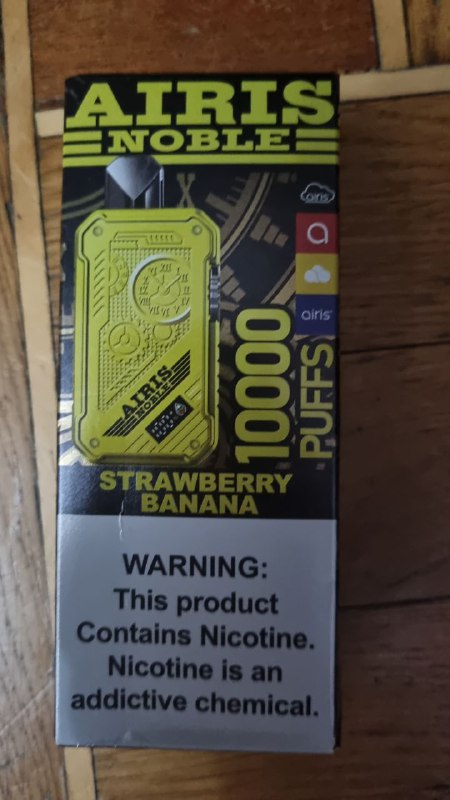 AIRIS
NOBLE
airis
a
airis
10000
PUFFS
AIRIS
NOBLE
STRAWBERRY
BANANA
WARNING:
This product
Contains Nicotine.
Nicotine is an
addictive chemical.